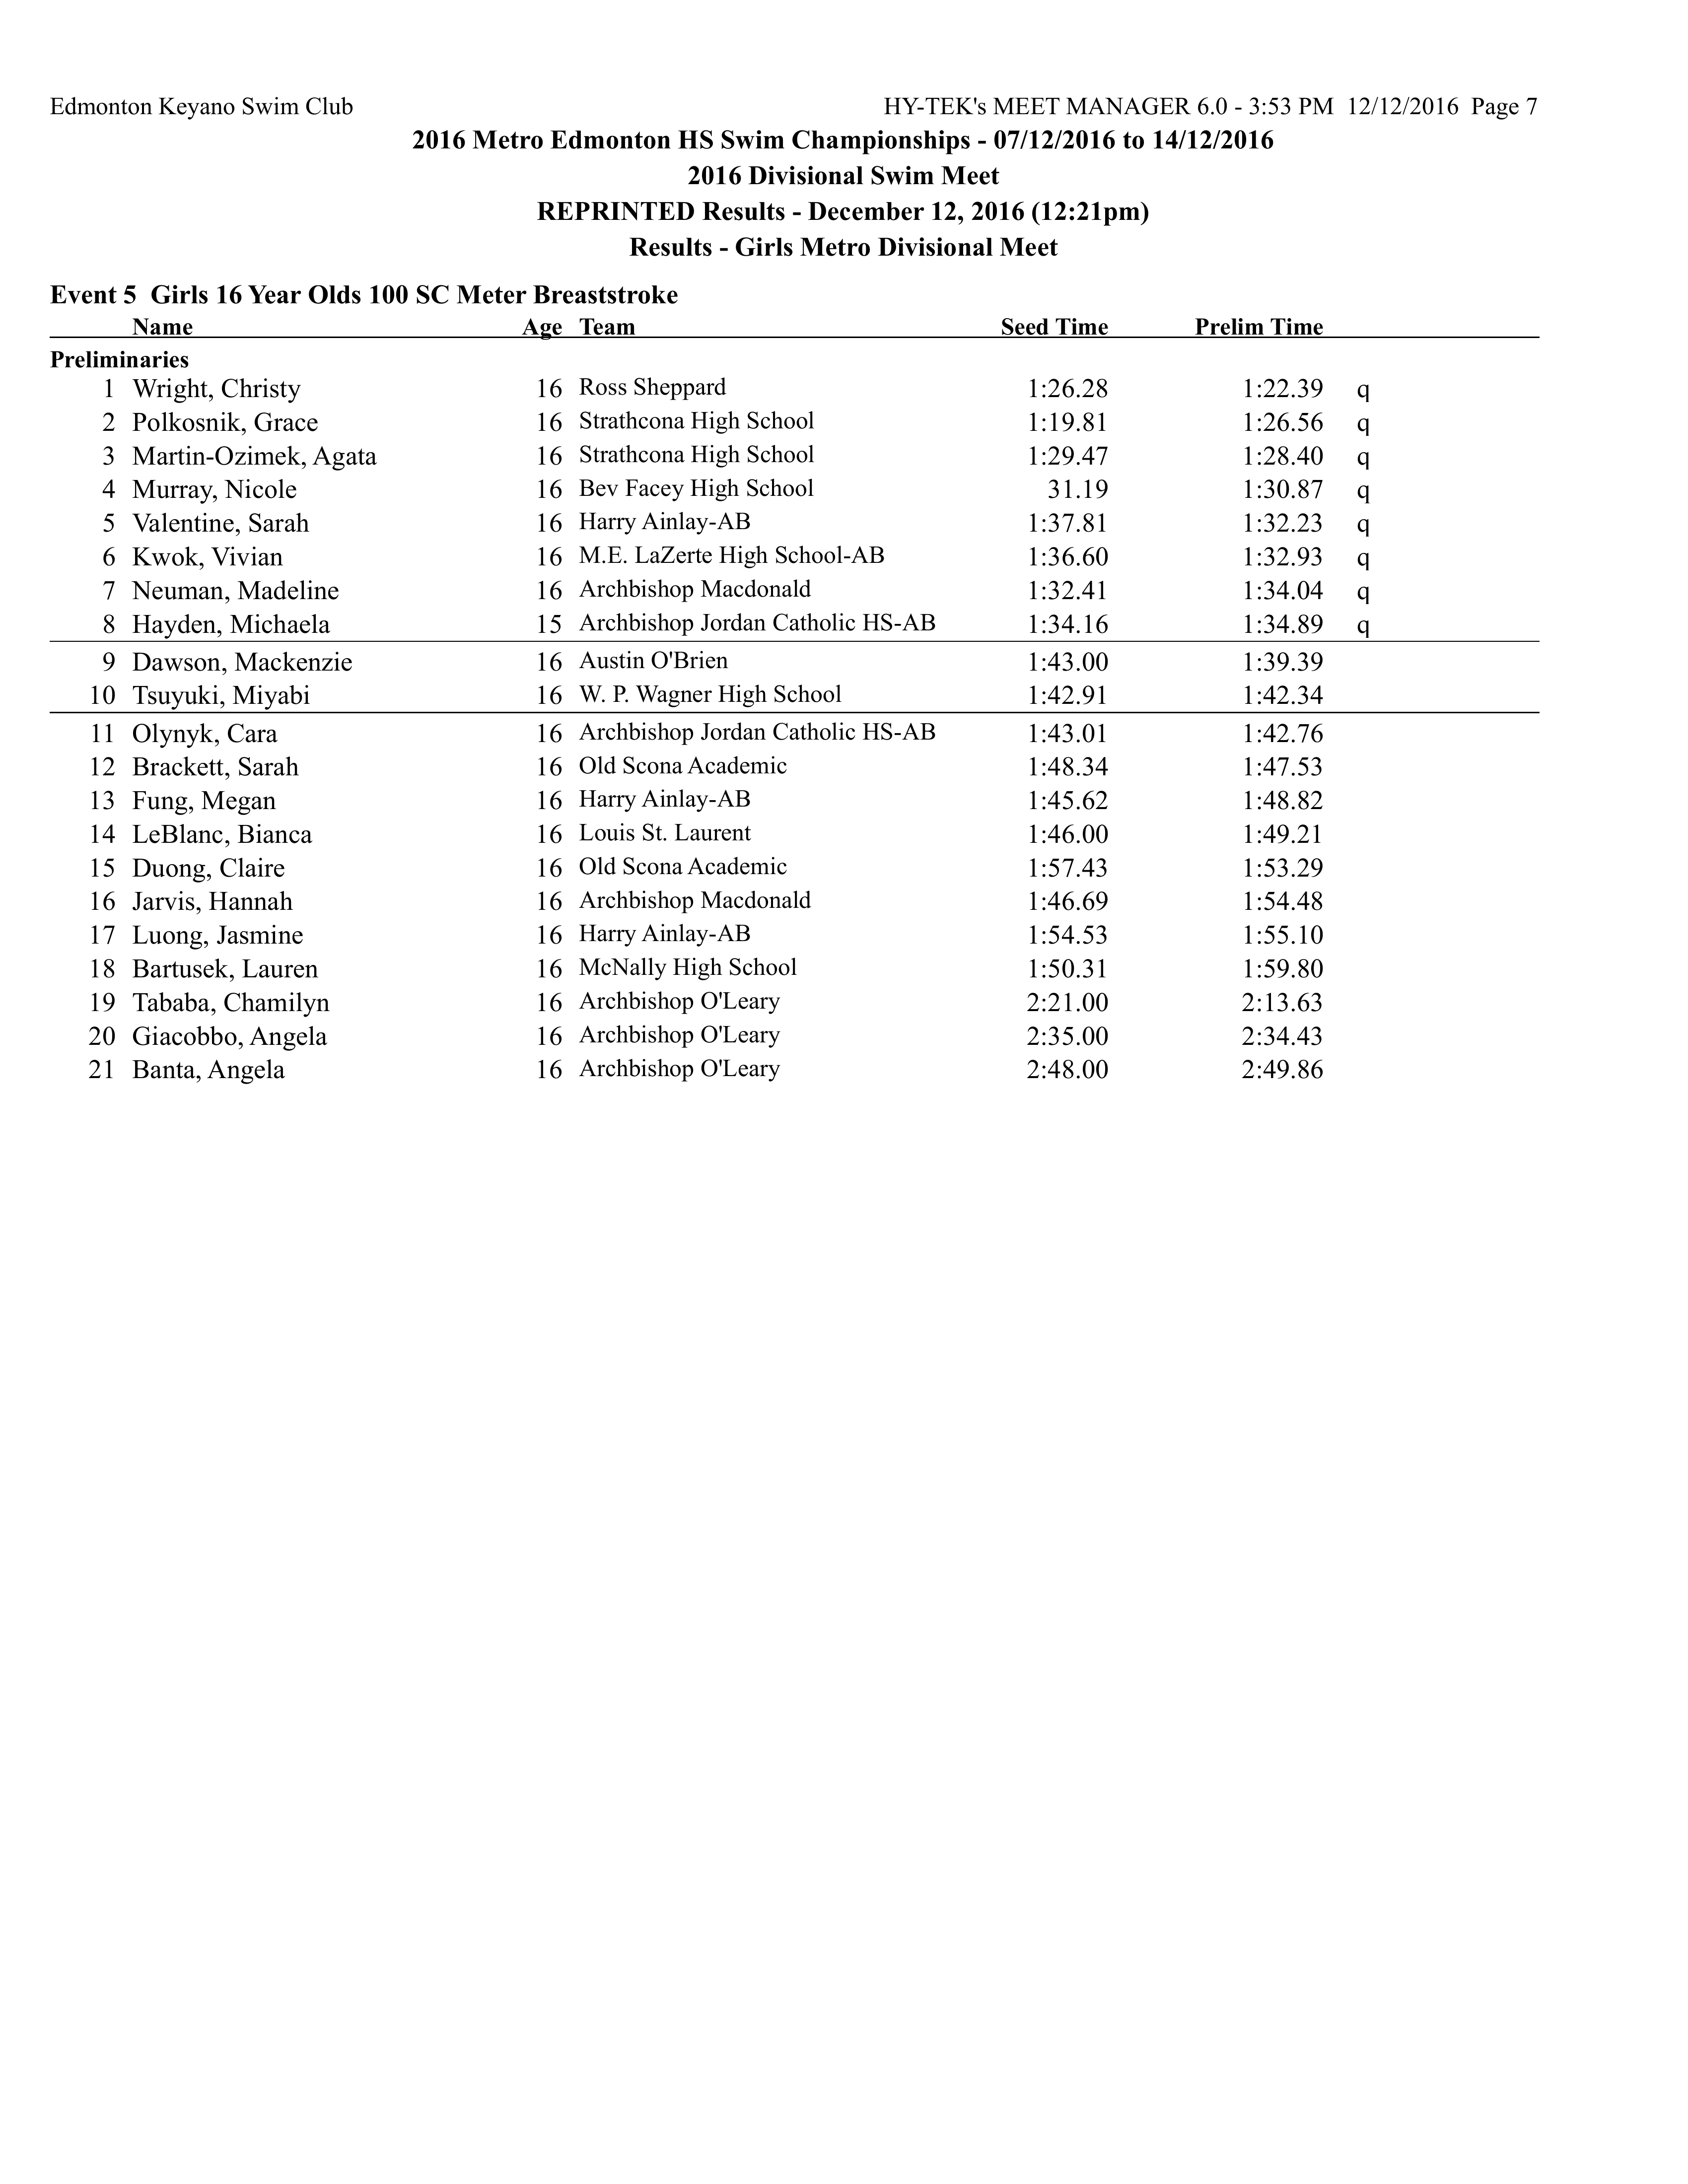 Edmonton Keyano Swim Club HY-TEK's MEET MANAGER 6.0 - 3:53 PM 12/12/2016 Page 7
2016 Metro Edmonton HS Swim Championships - 07/12/2016 to 14/12/2016
2016 Divisional Swim Meet
REPRINTED Results - December 12, 2016 (12:21pm)
Results - Girls Metro Divisional Meet
Event 5 Girls 16 Year Olds 100 SC Meter Breaststroke
Name Age Team Seed Time Prelim Time
Preliminaries
1 Wright, Christy 16 Ross Sheppard 1:26.28 1:22.39 q
2 Polkosnik, Grace 16 Strathcona High School 1:19.81 1:26.56 q
3 Martin-Ozimek, Agata 16 Strathcona High School 1:29.47 1:28.40 q
4 Murray, Nicole 16 Bev Facey High School 31.19 1:30.87 q
5 Valentine, Sarah 16 Harry Ainlay-AB 1:37.81 1:32.23 q
6 Kwok, Vivian 16 M.E. LaZerte High School-AB 1:36.60 1:32.93 q
7 Neuman, Madeline 16 Archbishop Macdonald 1:32.41 1:34.04 q
8 Hayden, Michaela 15 Archbishop Jordan Catholic HS-AB 1:34.16 1:34.89 q
9 Dawson, Mackenzie 16 Austin O'Brien 1:43.00 1:39.39
10 Tsuyuki, Miyabi 16 W. P. Wagner High School 1:42.91 1:42.34
11 Olynyk, Cara 16 Archbishop Jordan Catholic HS-AB 1:43.01 1:42.76
12 Brackett, Sarah 16 Old Scona Academic 1:48.34 1:47.53
13 Fung, Megan 16 Harry Ainlay-AB 1:45.62 1:48.82
14 LeBlanc, Bianca 16 Louis St. Laurent 1:46.00 1:49.21
15 Duong, Claire 16 Old Scona Academic 1:57.43 1:53.29
16 Jarvis, Hannah 16 Archbishop Macdonald 1:46.69 1:54.48
17 Luong, Jasmine 16 Harry Ainlay-AB 1:54.53 1:55.10
18 Bartusek, Lauren 16 McNally High School 1:50.31 1:59.80
19 Tababa, Chamilyn 16 Archbishop O'Leary 2:21.00 2:13.63
20 Giacobbo, Angela 16 Archbishop O'Leary 2:35.00 2:34.43
21 Banta, Angela 16 Archbishop O'Leary 2:48.00 2:49.86